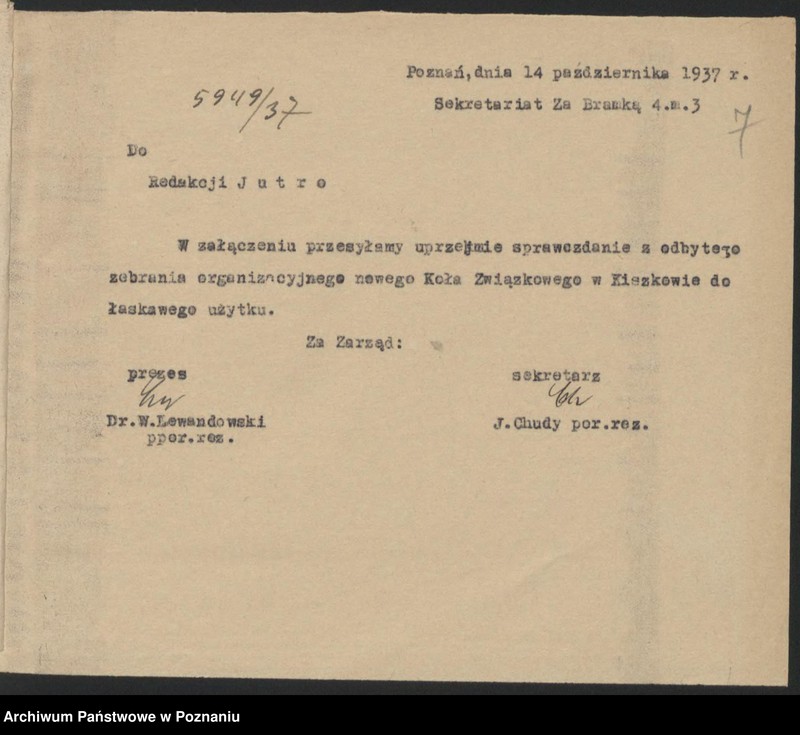 Poznań,dnia 14 października 1937 r.
5949/37
Sekretariat Za Bramką 4.m.3
7
Do
Redakcji J u t r o
W załączeniu przesyłamy uprzejmie sprawozdanie z odbytego
zebrania organizacyjnego nowego Koła Związkowego w Kiszkowie do
łaskawego użytku.
Za Zarząd:
prezes
sekretarz
Dr.W.Lewandowski
J.Chudy por.rez.
ppor.rez.
Archiwum Państwowe w Poznaniu